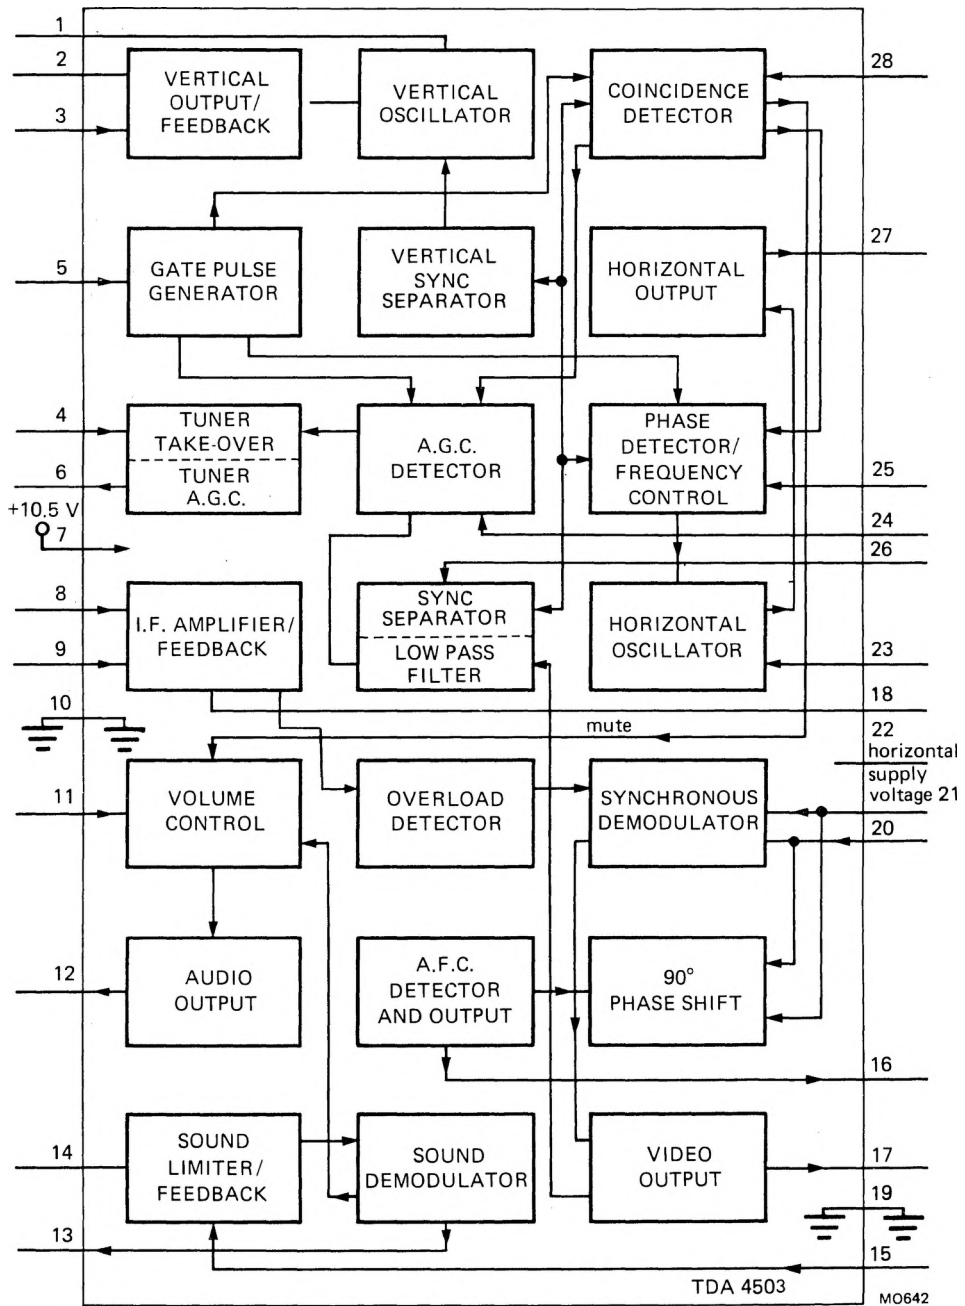 1
2
3
VERTICAL
OUTPUT/
FEEDBACK
VERTICAL
OSCILLATOR
COINCIDENCE
DETECTOR
28
5
GATE PULSE
GENERATOR
VERTICAL
SYNC
SEPARATOR
HORIZONTAL
OUTPUT
27
4
6
TUNER
TAKE-OVER
TUNER
A.G.C.
A.G.C.
DETECTOR
PHASE
DETECTOR/
FREQUENCY
CONTROL
25
24
26
+10.5 V
7
8
9
I.F. AMPLIFIER/
FEEDBACK
SYNC
SEPARATOR
LOW PASS
FILTER
HORIZONTAL
OSCILLATOR
23
18
10
mute
22
horizontal
supply
voltage 21
20
11
VOLUME
CONTROL
OVERLOAD
DETECTOR
SYNCHRONOUS
DEMODULATOR
12
AUDIO
OUTPUT
A.F.C.
DETECTOR
AND OUTPUT
90°
PHASE SHIFT
16
14
SOUND
LIMITER/
FEEDBACK
SOUND
DEMODULATOR
VIDEO
OUTPUT
17
19
13
15
TDA 4503
MO642